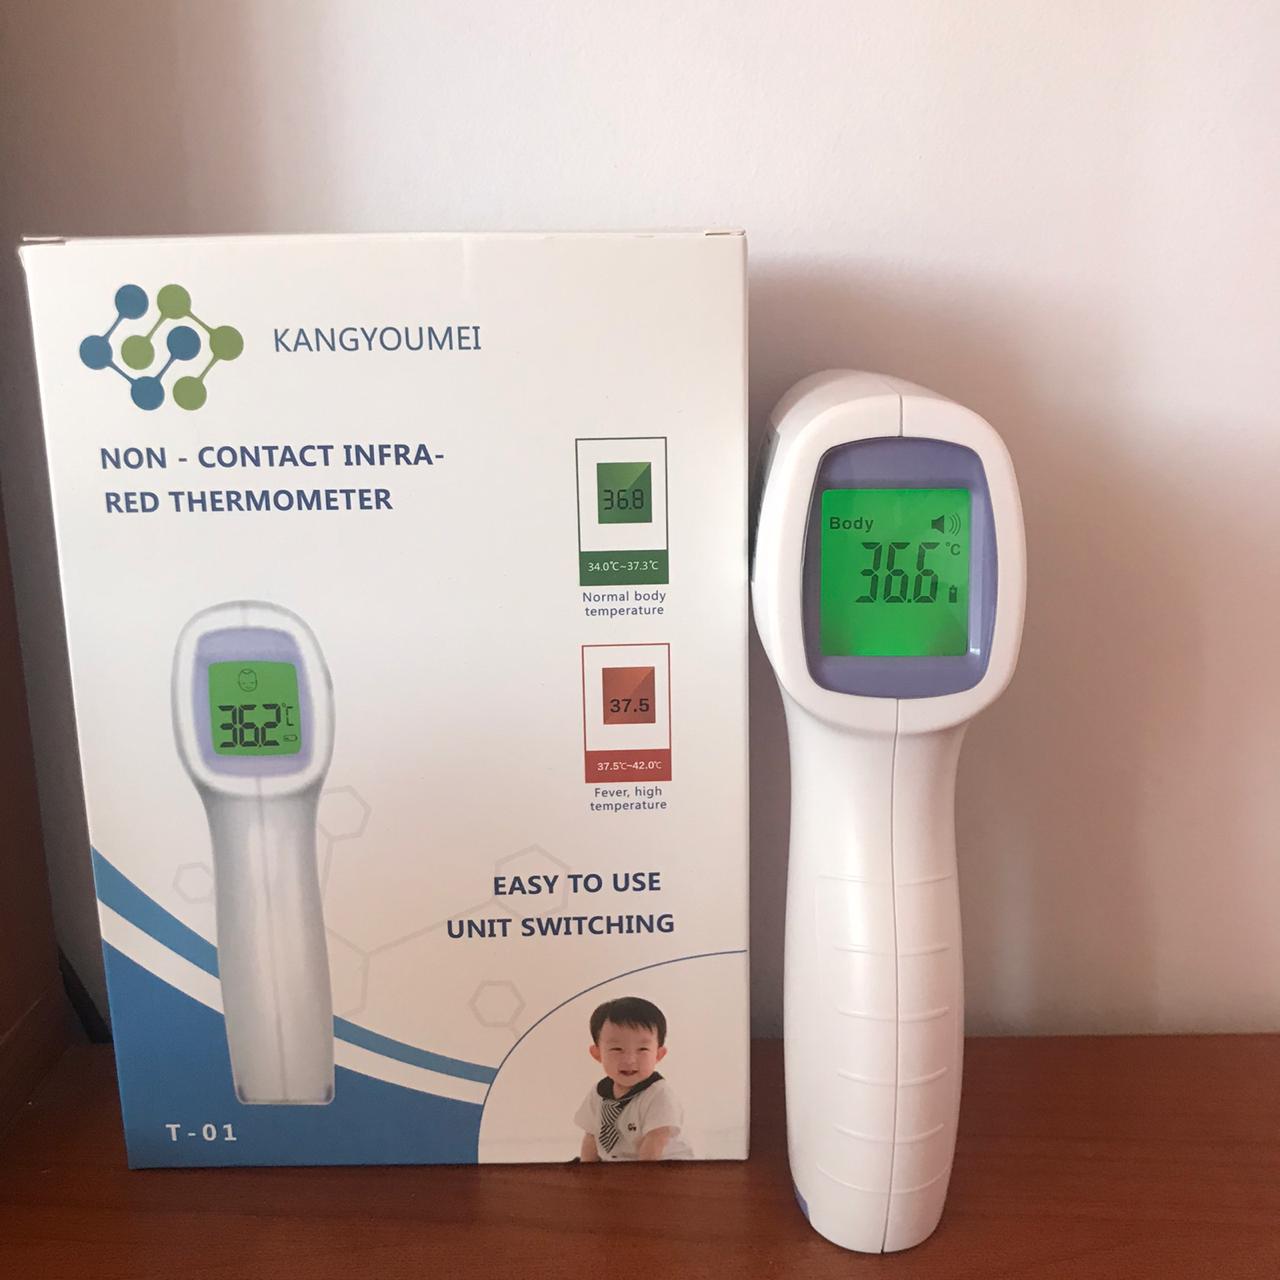 KANGYOUMEI
NON - CONTACT INFRA-
RED THERMOMETER
36.8
34.0℃~37.3℃
Normal body
temperature
37.5
37.5℃~42.0℃
Fever, high
temperature
36.2℃
EASY TO USE
UNIT SWITCHING
T-01
Body
36.6 °C